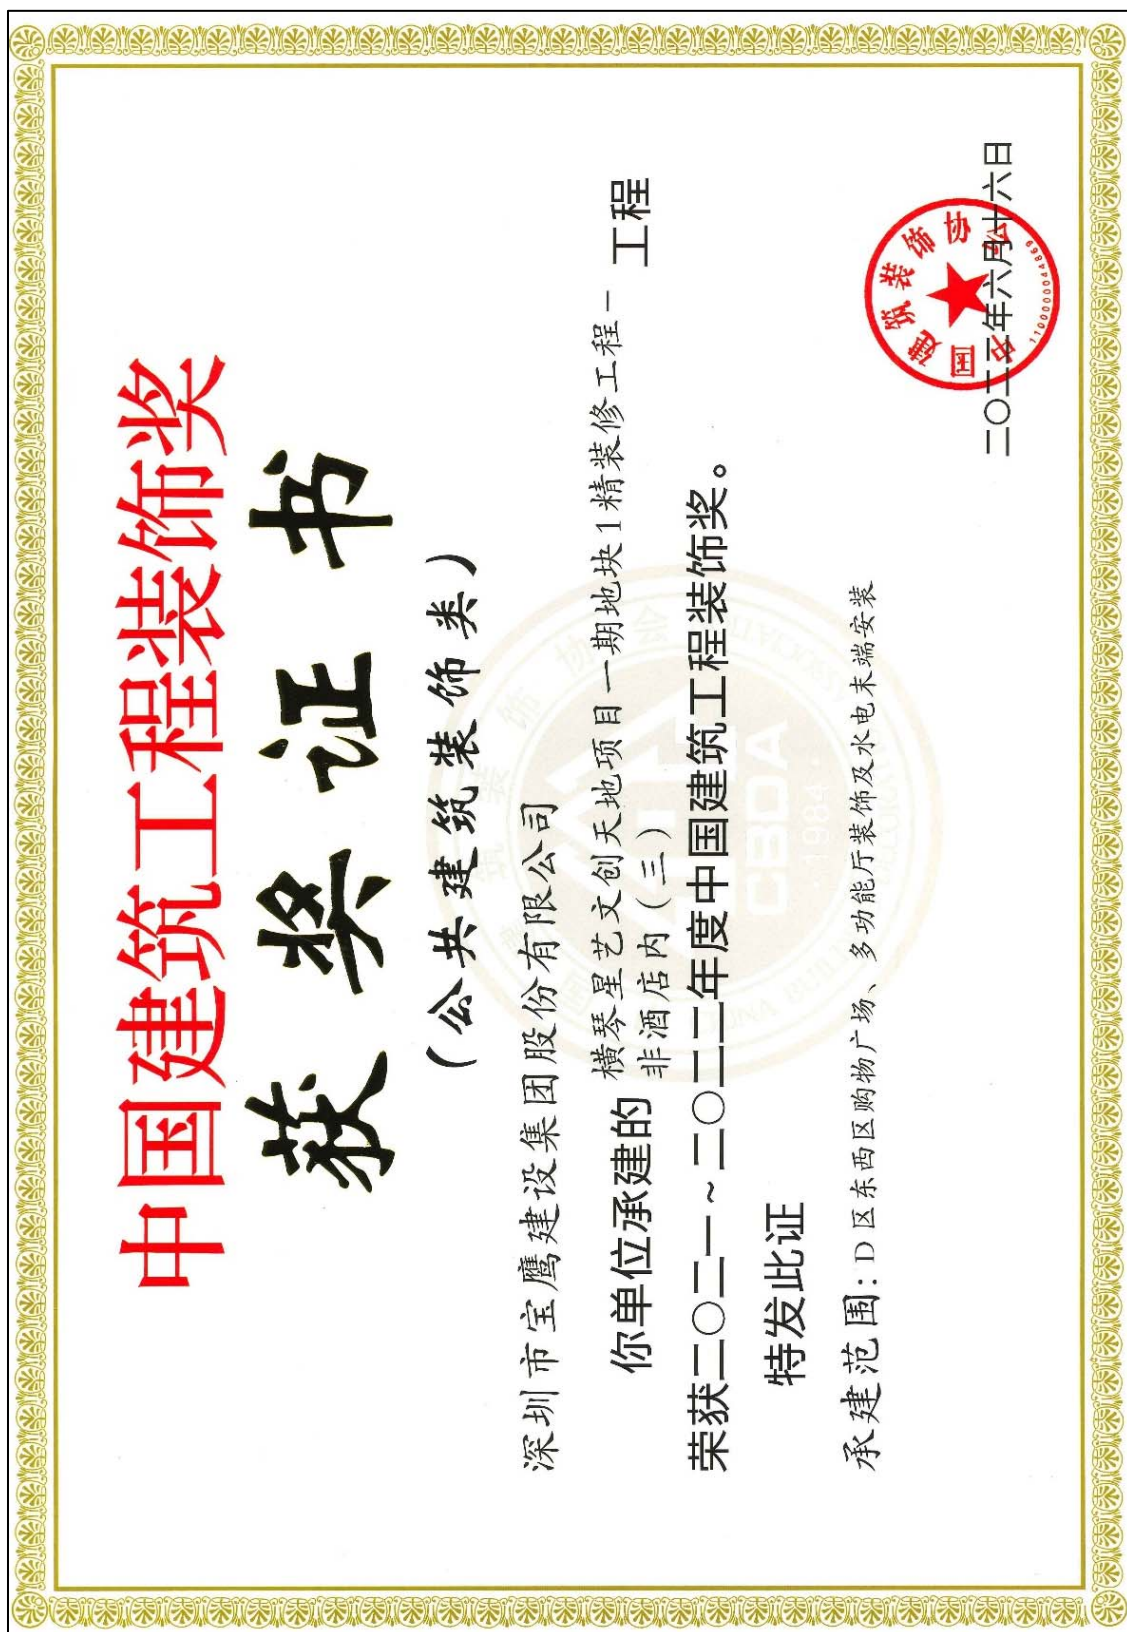 中国建筑工程装饰奖
获奖证书
(公共建筑装饰类)
深圳市宝鹰建设集团股份有限公司
你单位承建的 横琴星艺文创天地项目一期地块1精装修工程- 工程
非酒店内(三)
荣获二〇二一~二〇二二年度中国建筑工程装饰奖。
特发此证
承建范围:D区东西区购物广场、多功能厅装饰及水电末端安装
中国建筑装饰协会
1100000044869
二〇二三年六月十六日
CBDA
1984